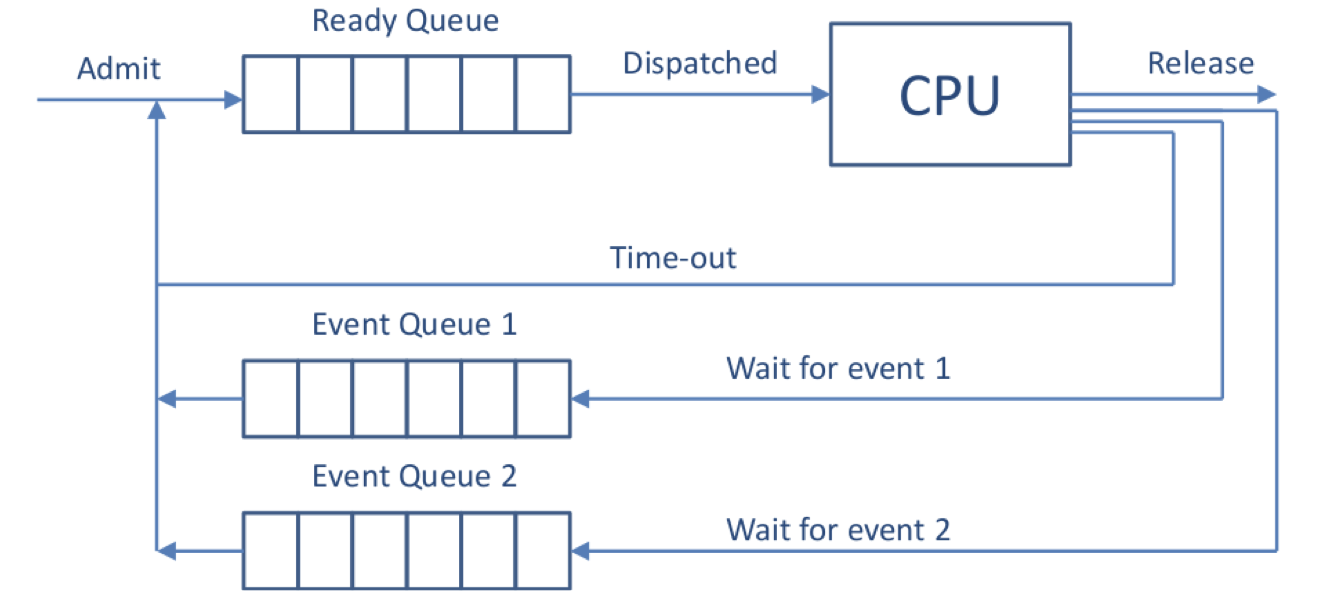 Ready Queue
Admit
Dispatched
CPU
Release
Time-out
Event Queue 1
Wait for event 1
Event Queue 2
Wait for event 2